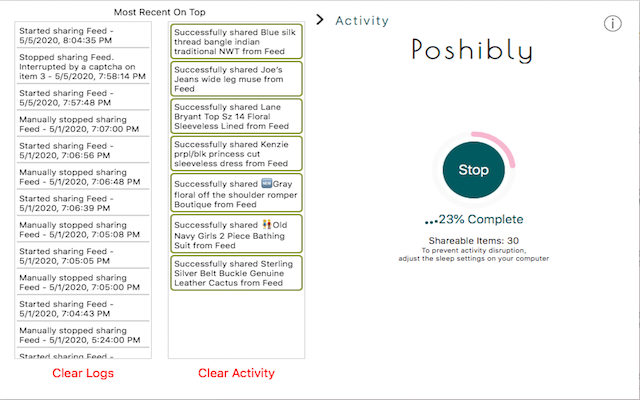 Most Recent On Top
Started sharing Feed -
5/5/2020, 8:04:35 PM
Stopped sharing Feed.
Interrupted by a captcha on
item 3 - 5/5/2020, 7:58:14 PM
Started sharing Feed -
5/5/2020, 7:57:48 PM
Manually stopped sharing
Feed - 5/1/2020, 7:07:00 PM
Started sharing Feed -
5/1/2020, 7:06:56 PM
Manually stopped sharing
Feed - 5/1/2020, 7:06:48 PM
Started sharing Feed -
5/1/2020, 7:06:39 PM
Manually stopped sharing
Feed - 5/1/2020, 7:05:08 PM
Started sharing Feed -
5/1/2020, 7:05:05 PM
Manually stopped sharing
Feed - 5/1/2020, 7:05:00 PM
Started sharing Feed -
5/1/2020, 7:04:43 PM
Manually stopped sharing
Feed - 5/1/2020, 5:24:00 PM
Started sharing Feed -
Clear Logs
Successfully shared Blue silk
thread bangle indian
traditional NWT from Feed
Successfully shared Joe's
Jeans wide leg muse from
Feed
Successfully shared Lane
Bryant Top Sz 14 Floral
Sleeveless Lined from Feed
Successfully shared Kenzie
prpl/blk princess cut
sleeveless dress from Feed
Successfully shared 🆕Gray
floral off the shoulder romper
Boutique from Feed
Successfully shared 👯Old
Navy Girls 2 Piece Bathing
Suit from Feed
Successfully shared Sterling
Silver Belt Buckle Genuine
Leather Cactus from Feed
Clear Activity
Activity
Poshibly
Stop
...23% Complete
Shareable Items: 30
To prevent activity disruption,
adjust the sleep settings on your computer